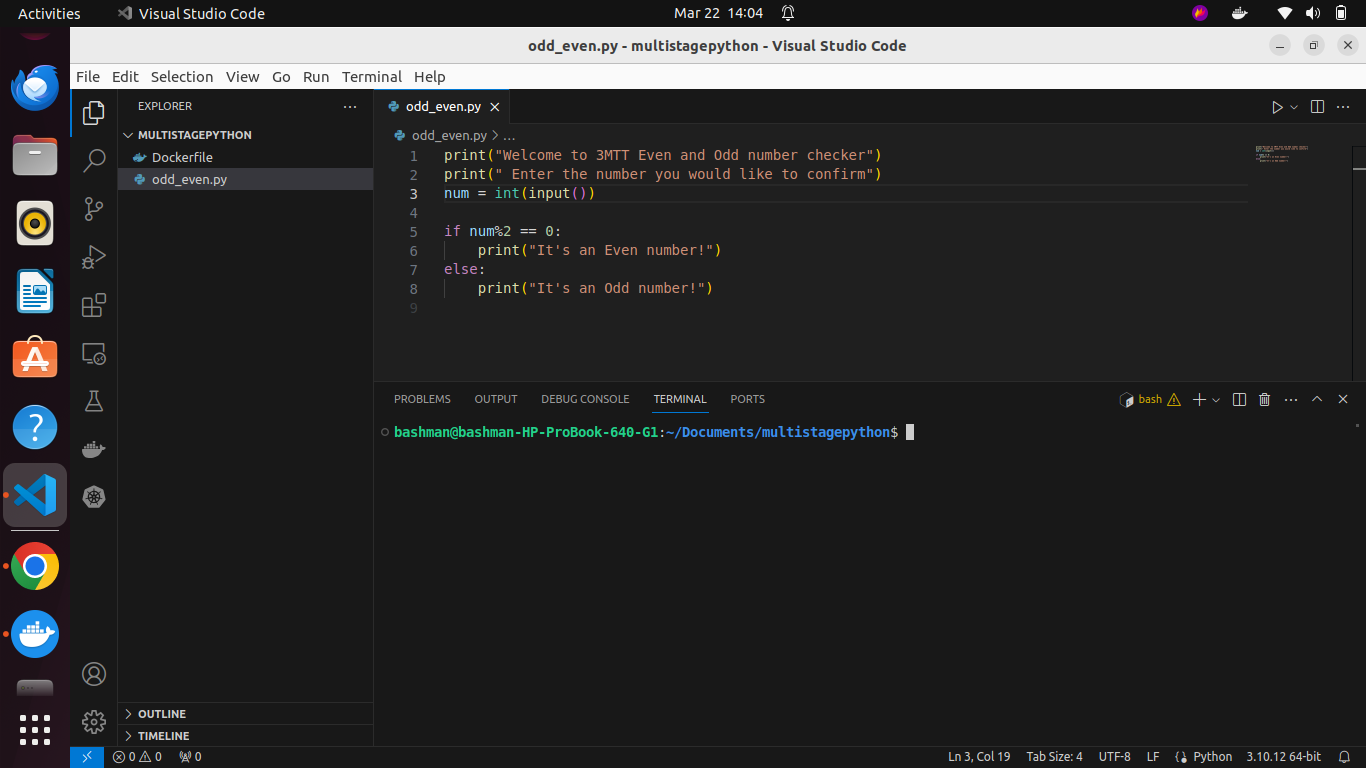 Activities
Visual Studio Code
Mar 22 14:04
odd_even.py - multistagepython - Visual Studio Code
File Edit Selection View Go Run Terminal Help
EXPLORER
MULTISTAGEPYTHON
Dockerfile
odd_even.py
OUTLINE
TIMELINE
odd_even.py
odd_even.py > ...
1 print("Welcome to 3MTT Even and Odd number checker")
2 print(" Enter the number you would like to confirm")
3 num = int(input())
4
5 if num%2 == 0:
6 print("It's an Even number!")
7 else:
8 print("It's an Odd number!")
9
PROBLEMS OUTPUT DEBUG CONSOLE TERMINAL PORTS
bash
bashman@bashman-HP-ProBook-640-G1:~/Documents/multistagepython$
0 0 0
Ln 3, Col 19 Tab Size: 4 UTF-8 LF Python 3.10.12 64-bit